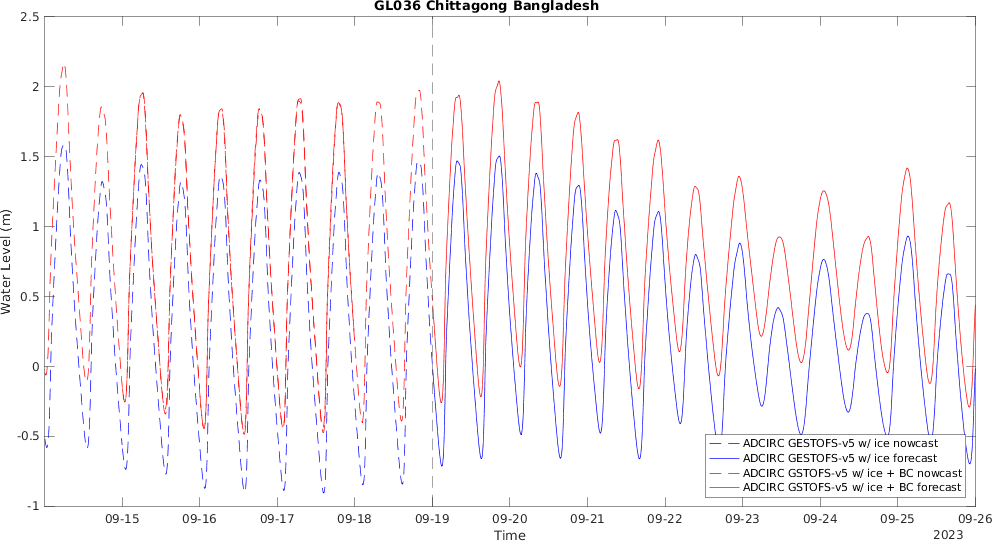 GL036 Chittagong Bangladesh
2.5
2
1.5
1
0.5
0
-0.5
-1
Water Level (m)
ADCIRC GESTOFS-v5 w/ ice nowcast
ADCIRC GESTOFS-v5 w/ ice forecast
ADCIRC GSTOFS-v5 w/ ice + BC nowcast
ADCIRC GSTOFS-v5 w/ ice + BC forecast
09-15 09-16 09-17 09-18 09-19 09-20 09-21 09-22 09-23 09-24 09-25 09-26
Time
2023